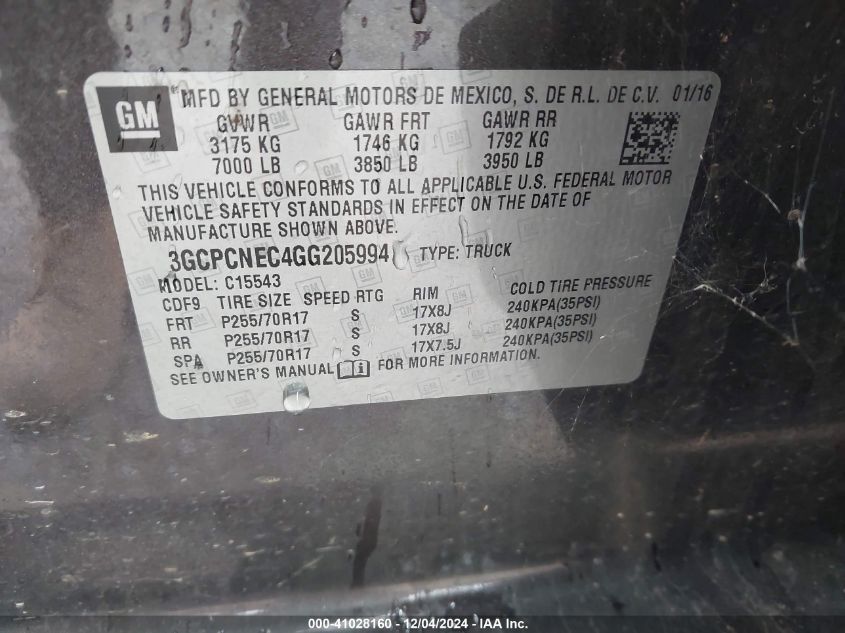 GM
® MFD BY GENERAL MOTORS DE MEXICO, S. DE R.L. DE C.V. 01/16
GVWR GAWR FRT GAWR RR
3175 KG 1746 KG 1792 KG
7000 LB 3850 LB 3950 LB
THIS VEHICLE CONFORMS TO ALL APPLICABLE U.S. FEDERAL MOTOR
VEHICLE SAFETY STANDARDS IN EFFECT ON THE DATE OF
MANUFACTURE SHOWN ABOVE.
3GCPCNEC4GG205994 TYPE: TRUCK
MODEL: C15543
CDF9 TIRE SIZE SPEED RTG RIM COLD TIRE PRESSURE
FRT P255/70R17 S 17X8J 240KPA(35PSI)
RR P255/70R17 S 17X8J 240KPA(35PSI)
SPA P255/70R17 S 17X7.5J 240KPA(35PSI)
SEE OWNER'S MANUAL FOR MORE INFORMATION.
000-41028160 - 12/04/2024 - IAA Inc.